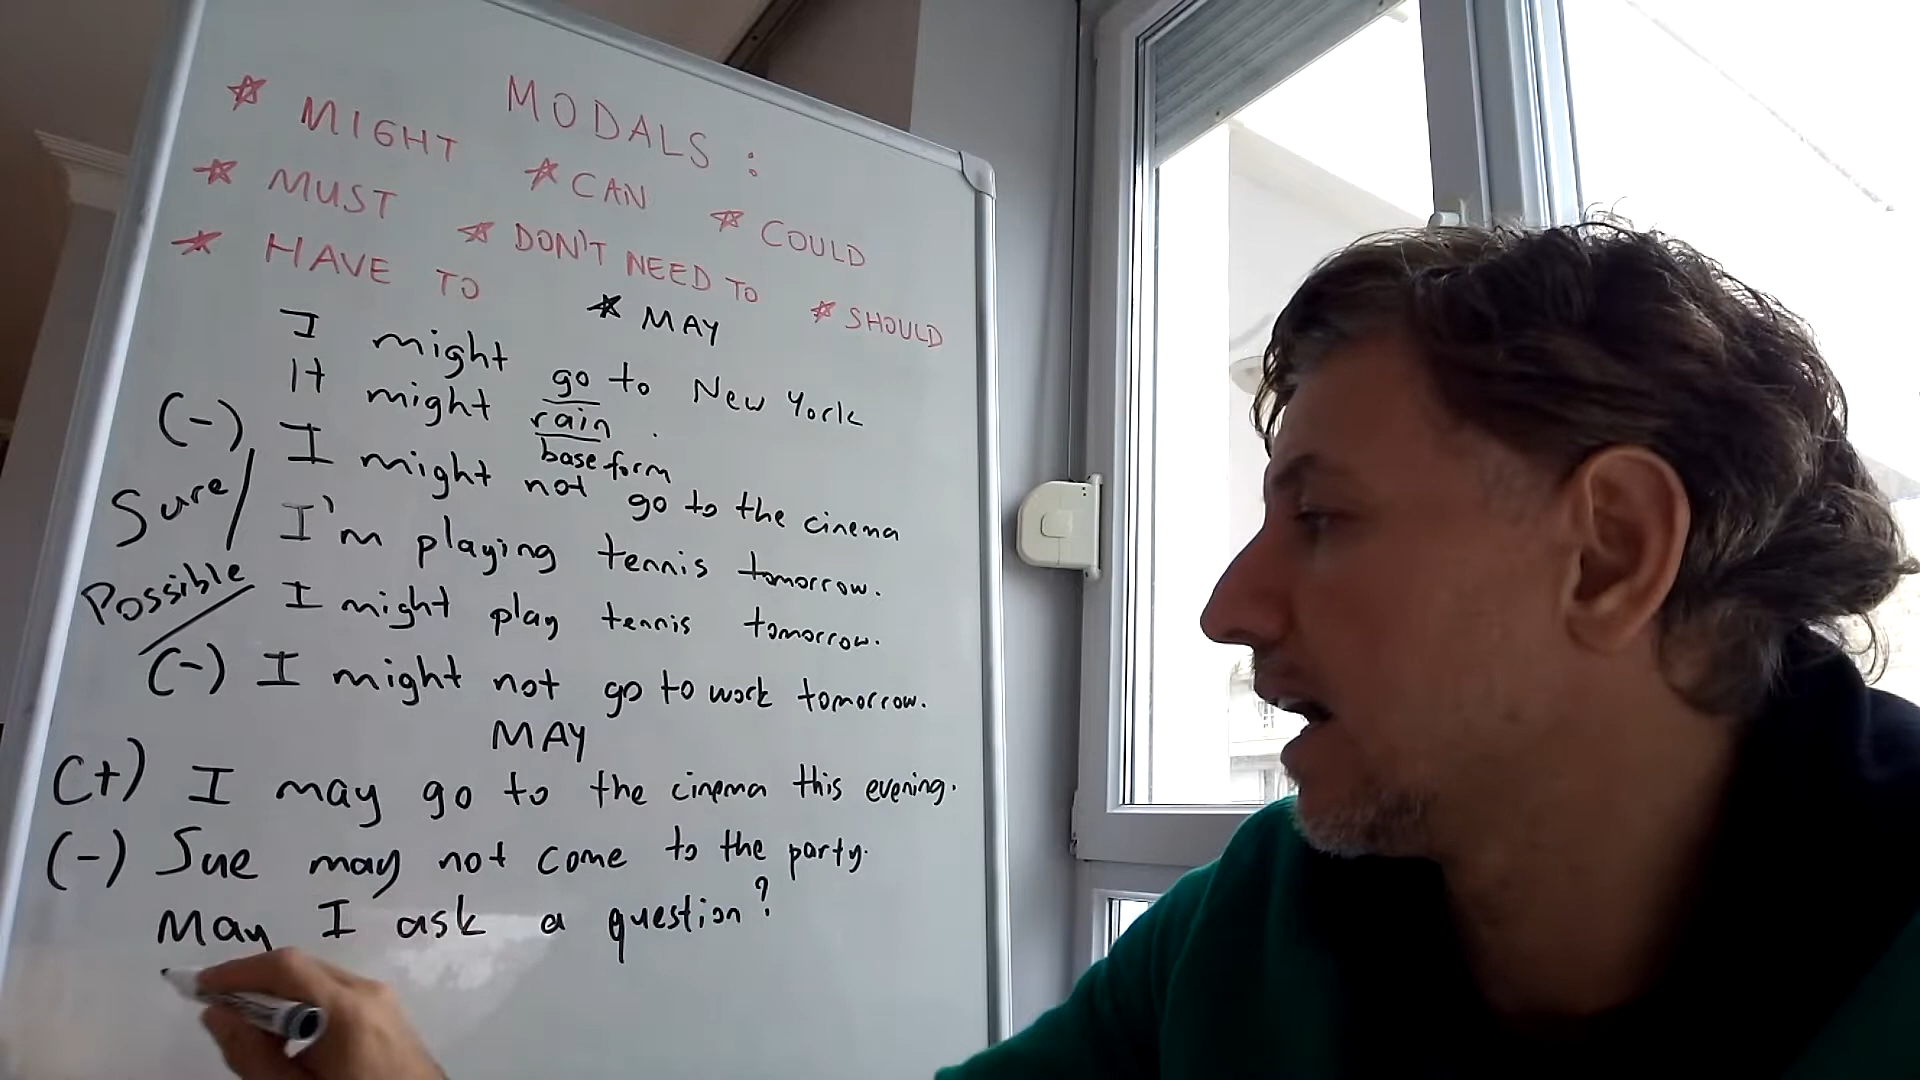 MODALS :
* MIGHT * CAN * COULD
* MUST * DON'T NEED TO * SHOULD
* HAVE TO * MAY
I might go to New York
It might rain .
base form
(-) I might not go to the cinema
Sure I'm playing tennis tomorrow.
Possible I might play tennis tomorrow.
(-) I might not go to work tomorrow.
MAY
(+) I may go to the cinema this evening.
(-) Sue may not come to the party.
May I ask a question?